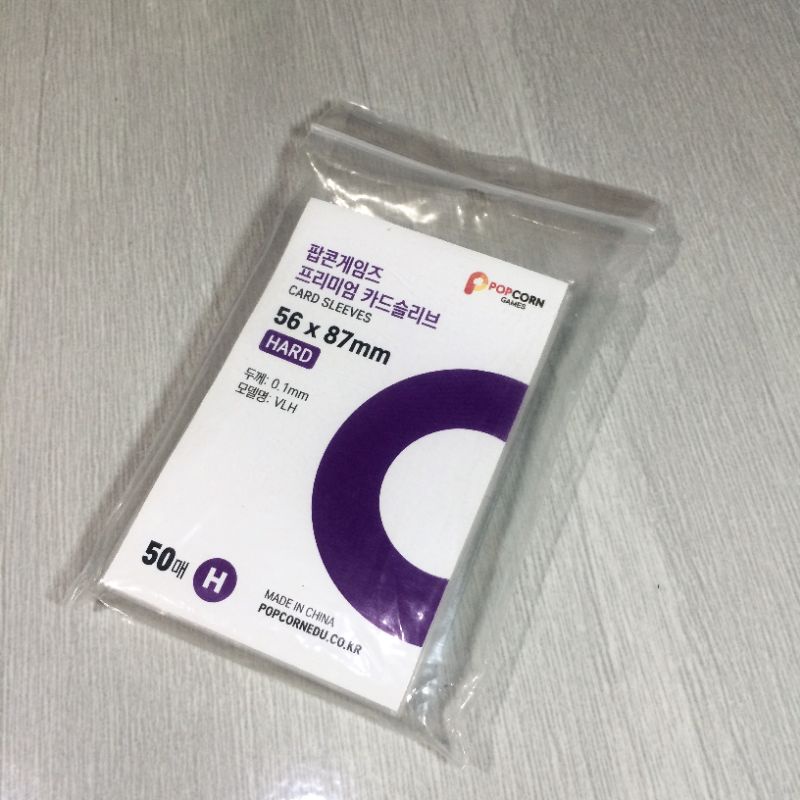 팝콘게임즈
프리미엄 카드슬리브
CARD SLEEVES
56 x 87mm
HARD
두께: 0.1mm
모델명: VLH
POPCORN
GAMES
50매
H
MADE IN CHINA
POPCORNEDU.CO.KR